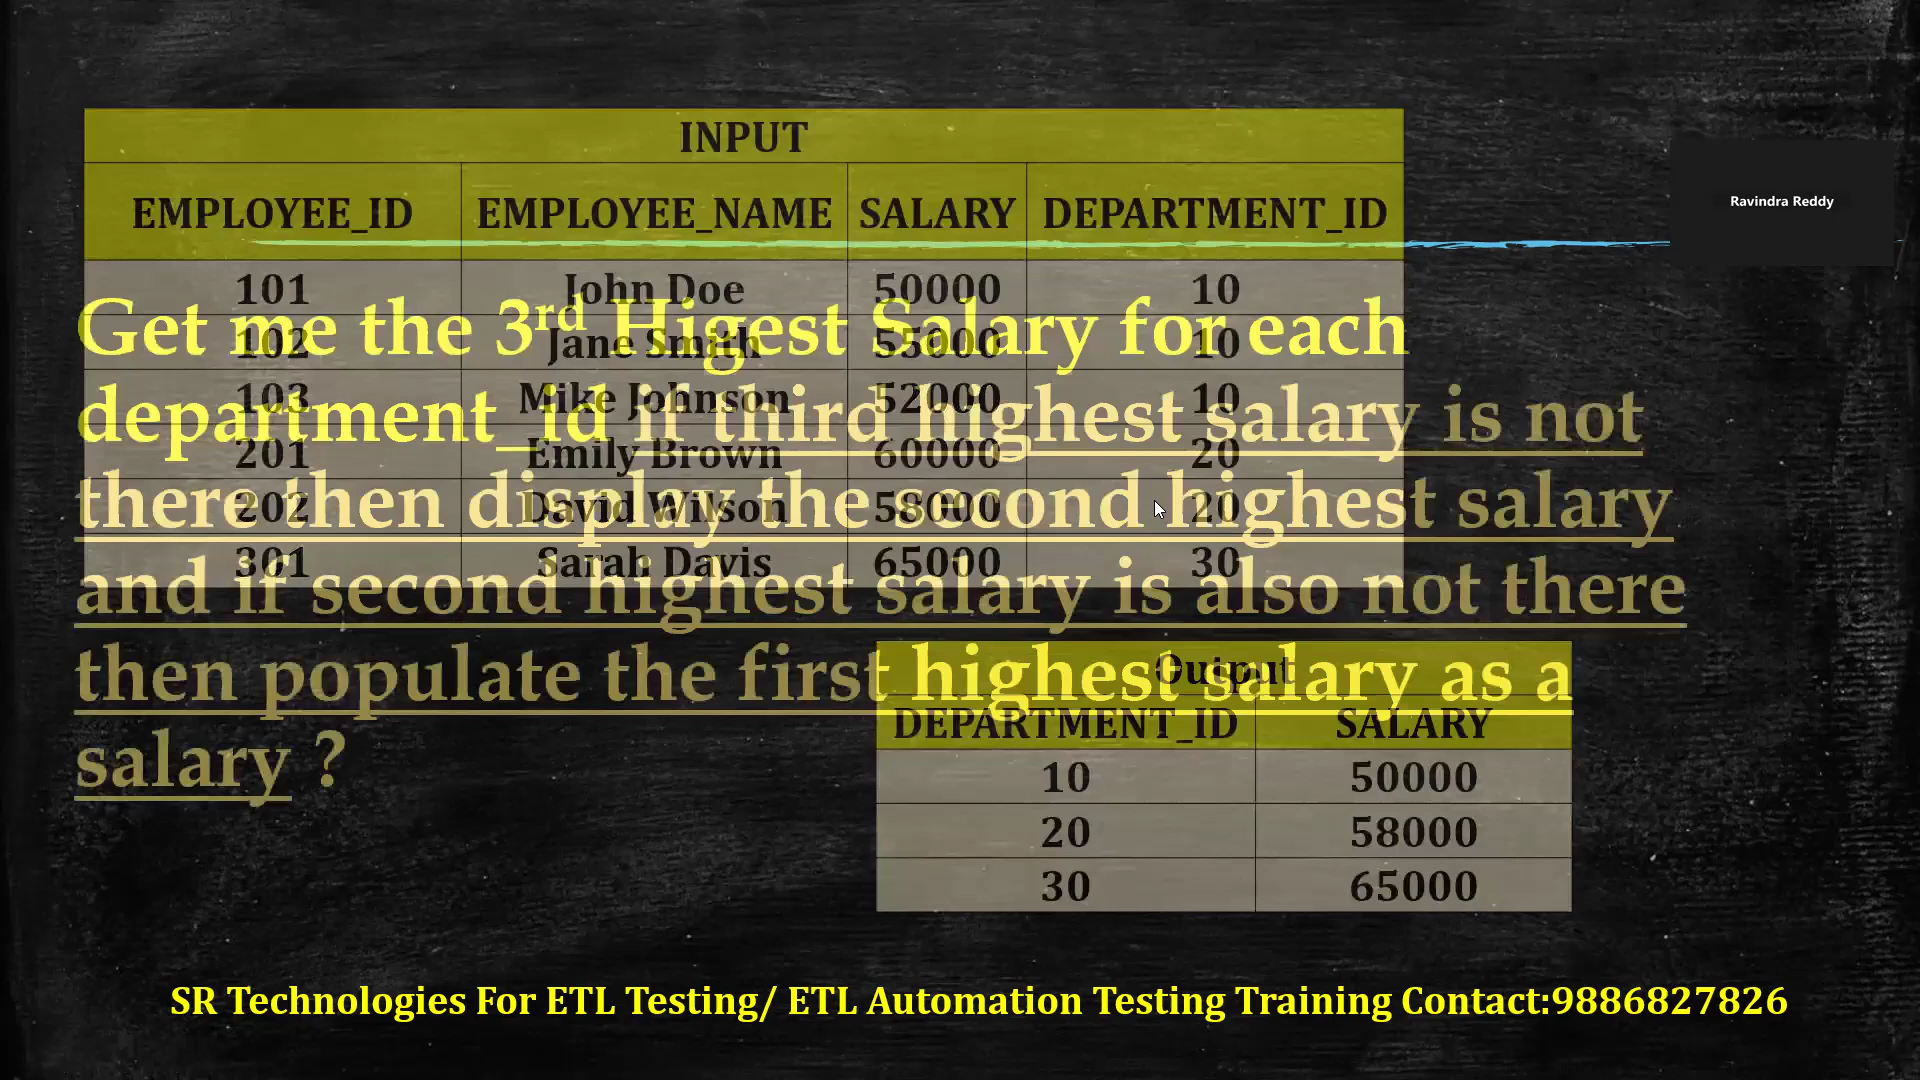 INPUT
EMPLOYEE_ID EMPLOYEE_NAME SALARY DEPARTMENT_ID
101 John Doe 50000 10
102 Jane Smith 55000 10
103 Mike Johnson 52000 10
201 Emily Brown 60000 20
202 David Wilson 58000 20
301 Sarah Davis 65000 30
Ravindra Reddy
Get me the 3rd Higest Salary for each
department_id if third highest salary is not
there then display the second highest salary
and if second highest salary is also not there
then populate the first highest salary as a
salary ?
Output
DEPARTMENT_ID SALARY
10 50000
20 58000
30 65000
SR Technologies For ETL Testing/ ETL Automation Testing Training Contact:9886827826